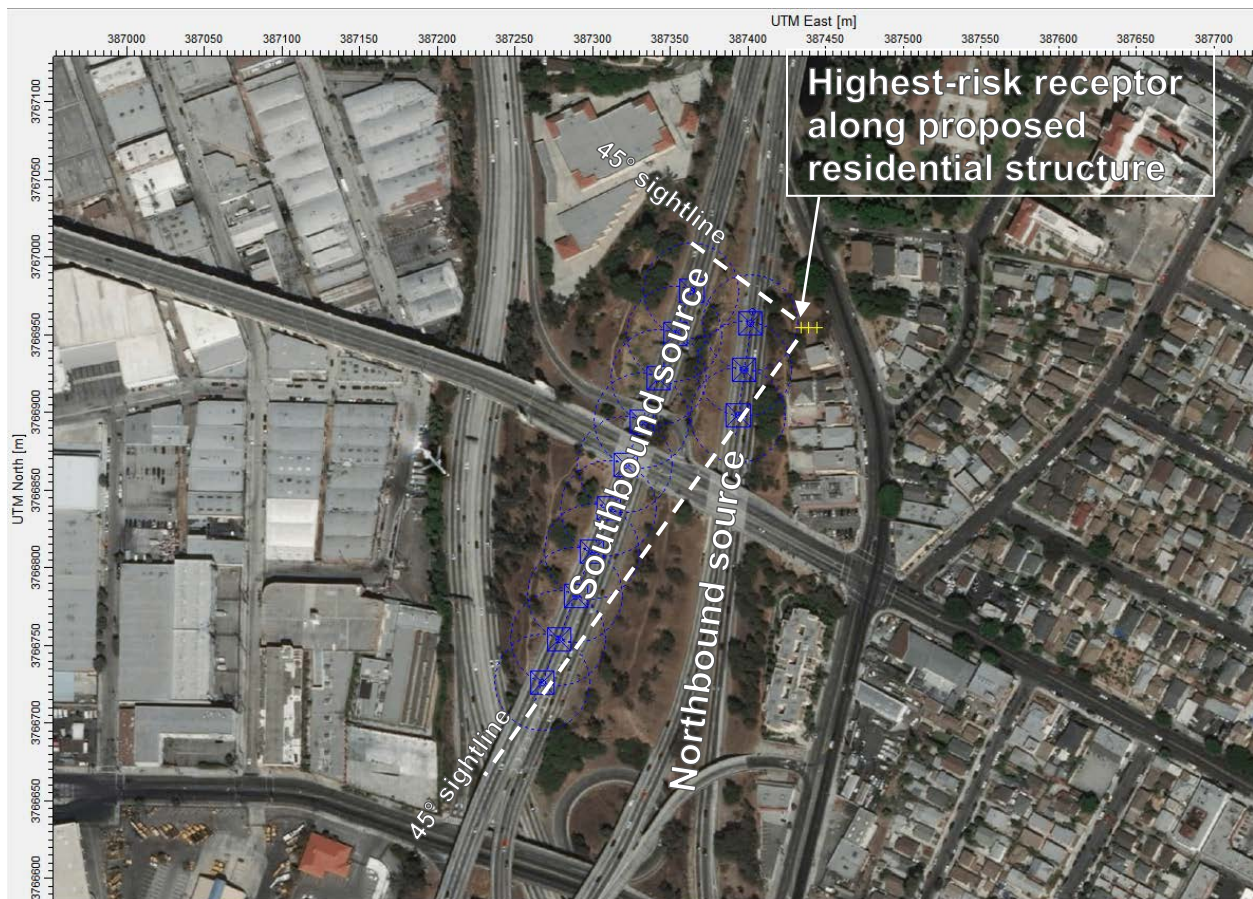 UTM East [m]
387000 387050 387100 387150 387200 387250 387300 387350 387400 387450 387500 387550 387600 387650 387700
Highest-risk receptor
along proposed
residential structure
45° sightline
Southbound source
Northbound source
45° sightline
UTM North [m]
3767100
3767050
3767000
3766950
3766900
3766850
3766800
3766750
3766700
3766650
3766600